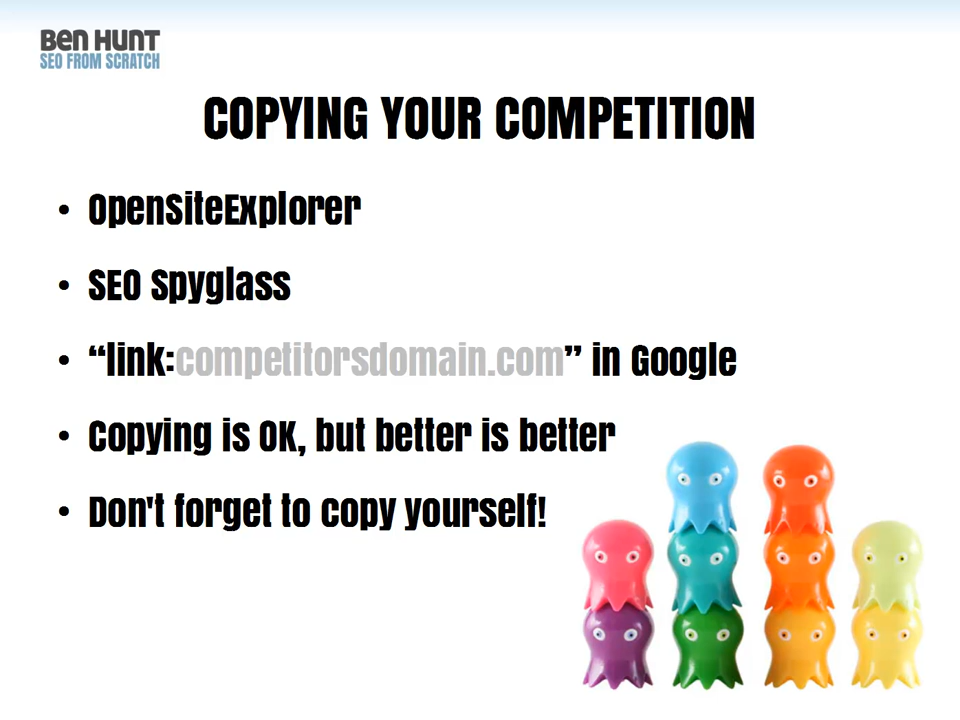 Ben Hunt
SEO FROM SCRATCH
COPYING YOUR COMPETITION
• OpenSiteExplorer
• SEO Spyglass
• “link:competitorsdomain.com” in Google
• Copying is OK, but better is better
• Don't forget to copy yourself!